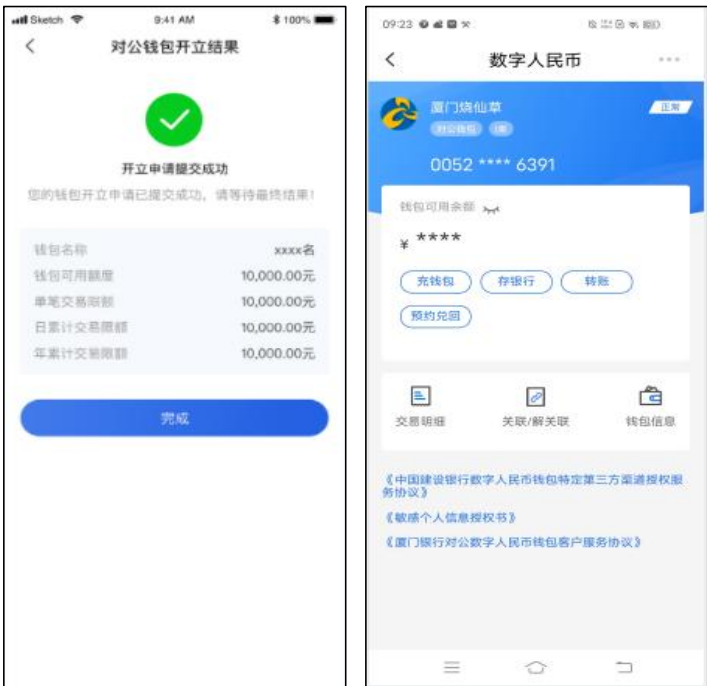 Sketch 9:41 AM 100%
对公钱包开立结果
开立申请提交成功
您的钱包开立申请已提交成功，请等待最终结果！
钱包名称 xxxx名
钱包可用额度 10,000.00元
单笔交易限额 10,000.00元
日累计交易限额 10,000.00元
年累计交易限额 10,000.00元
完成
09:23
数字人民币
厦门烧仙草 正常
对公钱包
0052 **** 6391
钱包可用余额
¥ ****
充钱包 存银行 转账
预约兑回
交易明细 关联/解关联 钱包信息
《中国建设银行数字人民币钱包特定第三方渠道授权服
务协议》
《敏感个人信息授权书》
《厦门银行对公数字人民币钱包客户服务协议》